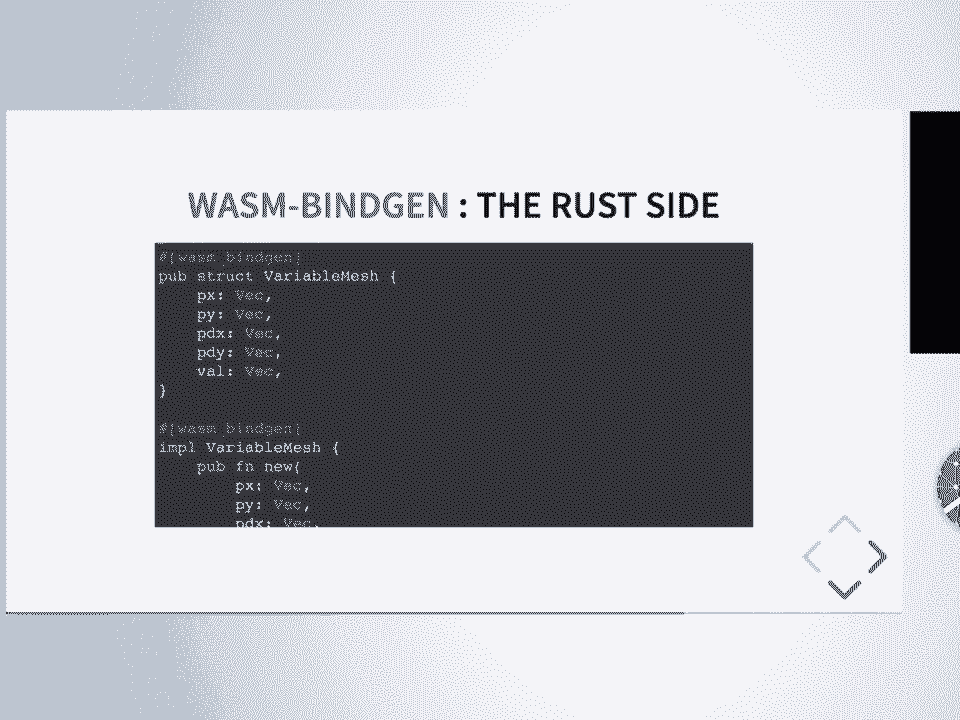 WASM-BINDGEN : THE RUST SIDE
#[wasm_bindgen]
pub struct VariableMesh {
px: Vec,
py: Vec,
pdx: Vec,
pdy: Vec,
val: Vec,
}
#[wasm_bindgen]
impl VariableMesh {
pub fn new(
px: Vec,
py: Vec,
pdx: Vec,